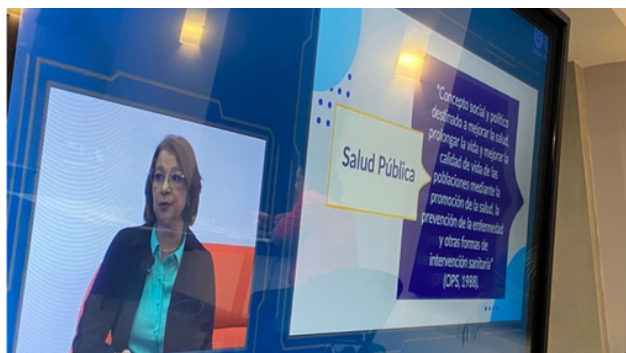 Salud Pública
"Concepto social y político
destinado a mejorar la salud,
prolongar la vida y mejorar la
calidad de vida de las
poblaciones mediante la
promoción de la salud, la
prevención de la enfermedad
y otras formas de
intervención sanitaria"
(OPS, 1988).